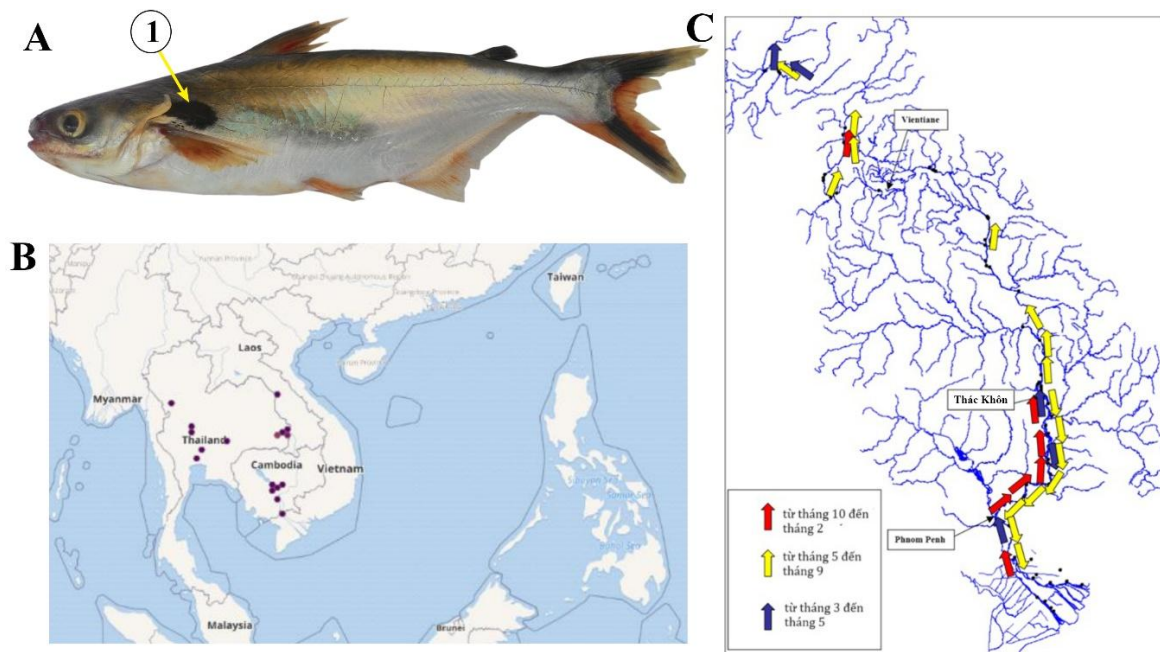 A
1
B
Taiwan
Laos
Myanmar
Thailand
Cambodia
Vietnam
Malaysia
Brunei
C
Vientiane
Thác Khôn
Phnom Penh
từ tháng 10 đến
tháng 2
từ tháng 5 đến
tháng 9
từ tháng 3 đến
tháng 5